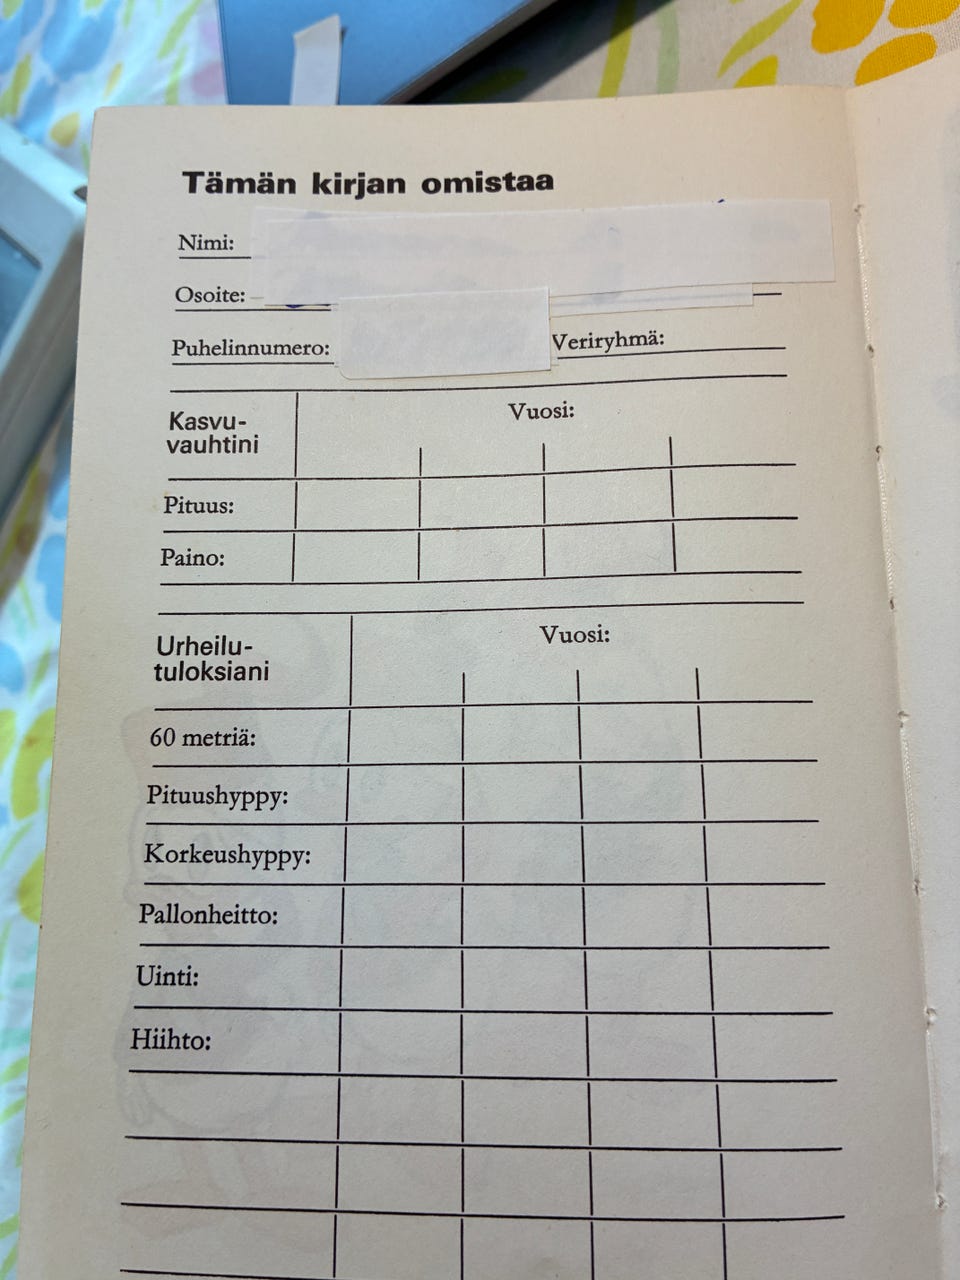 Tämän kirjan omistaa
Nimi:
Osoite:
Puhelinnumero: Veriryhmä:
Kasvu-
vauhtini
Vuosi:
Pituus:
Paino:
Urheilu-
tuloksiani
Vuosi:
60 metriä:
Pituushyppy:
Korkeushyppy:
Pallonheitto:
Uinti:
Hiihto: